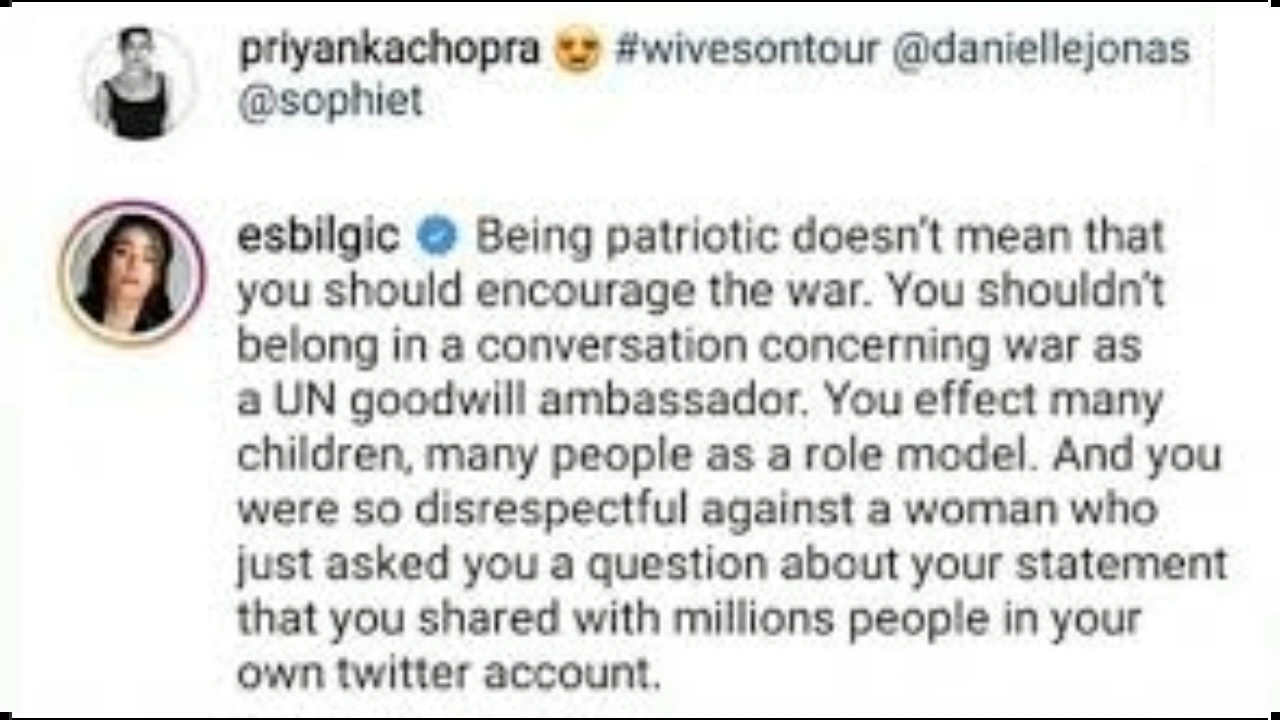 priyankachopra 😍 #wivesontour @daniellejonas
@sophiet
esbilgic Being patriotic doesn't mean that
you should encourage the war. You shouldn't
belong in a conversation concerning war as
a UN goodwill ambassador. You effect many
children, many people as a role model. And you
were so disrespectful against a woman who
just asked you a question about your statement
that you shared with millions people in your
own twitter account.